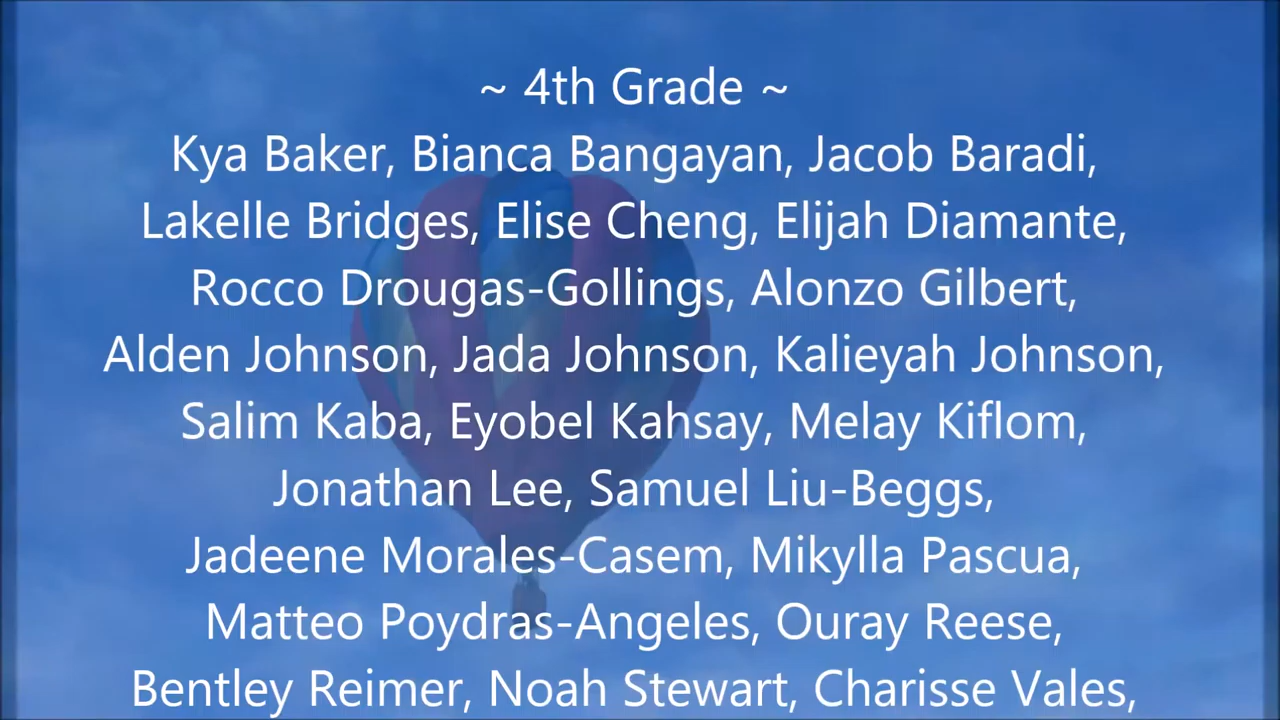 ~ 4th Grade ~
Kya Baker, Bianca Bangayan, Jacob Baradi,
Lakelle Bridges, Elise Cheng, Elijah Diamante,
Rocco Drougas-Gollings, Alonzo Gilbert,
Alden Johnson, Jada Johnson, Kalieyah Johnson,
Salim Kaba, Eyobel Kahsay, Melay Kiflom,
Jonathan Lee, Samuel Liu-Beggs,
Jadeene Morales-Casem, Mikylla Pascua,
Matteo Poydras-Angeles, Ouray Reese,
Bentley Reimer, Noah Stewart, Charisse Vales,